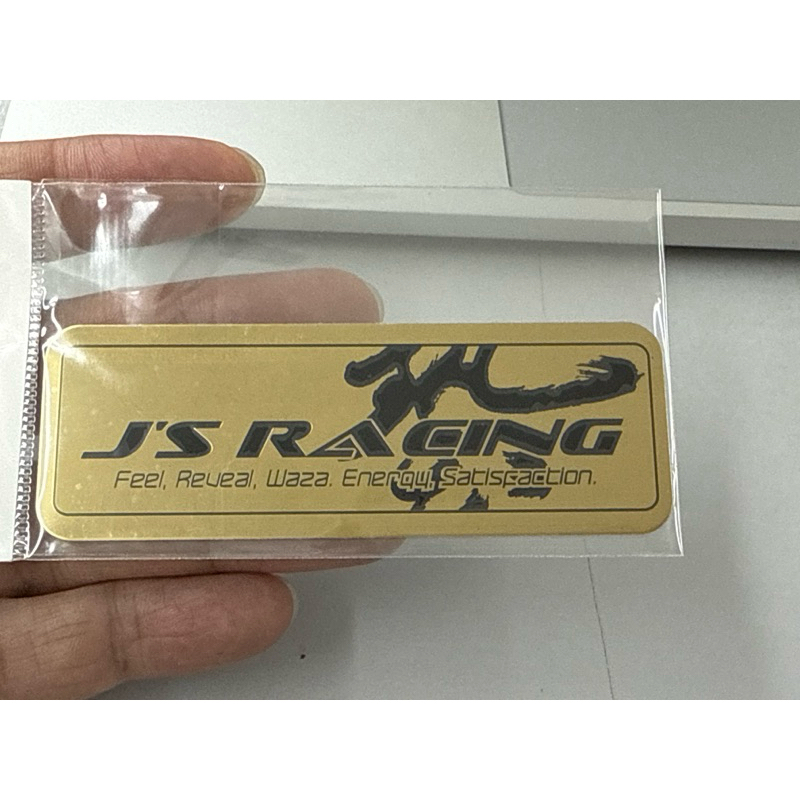 J'S RACING
Feel, Reveal, Waza. Energy, Satisfaction.